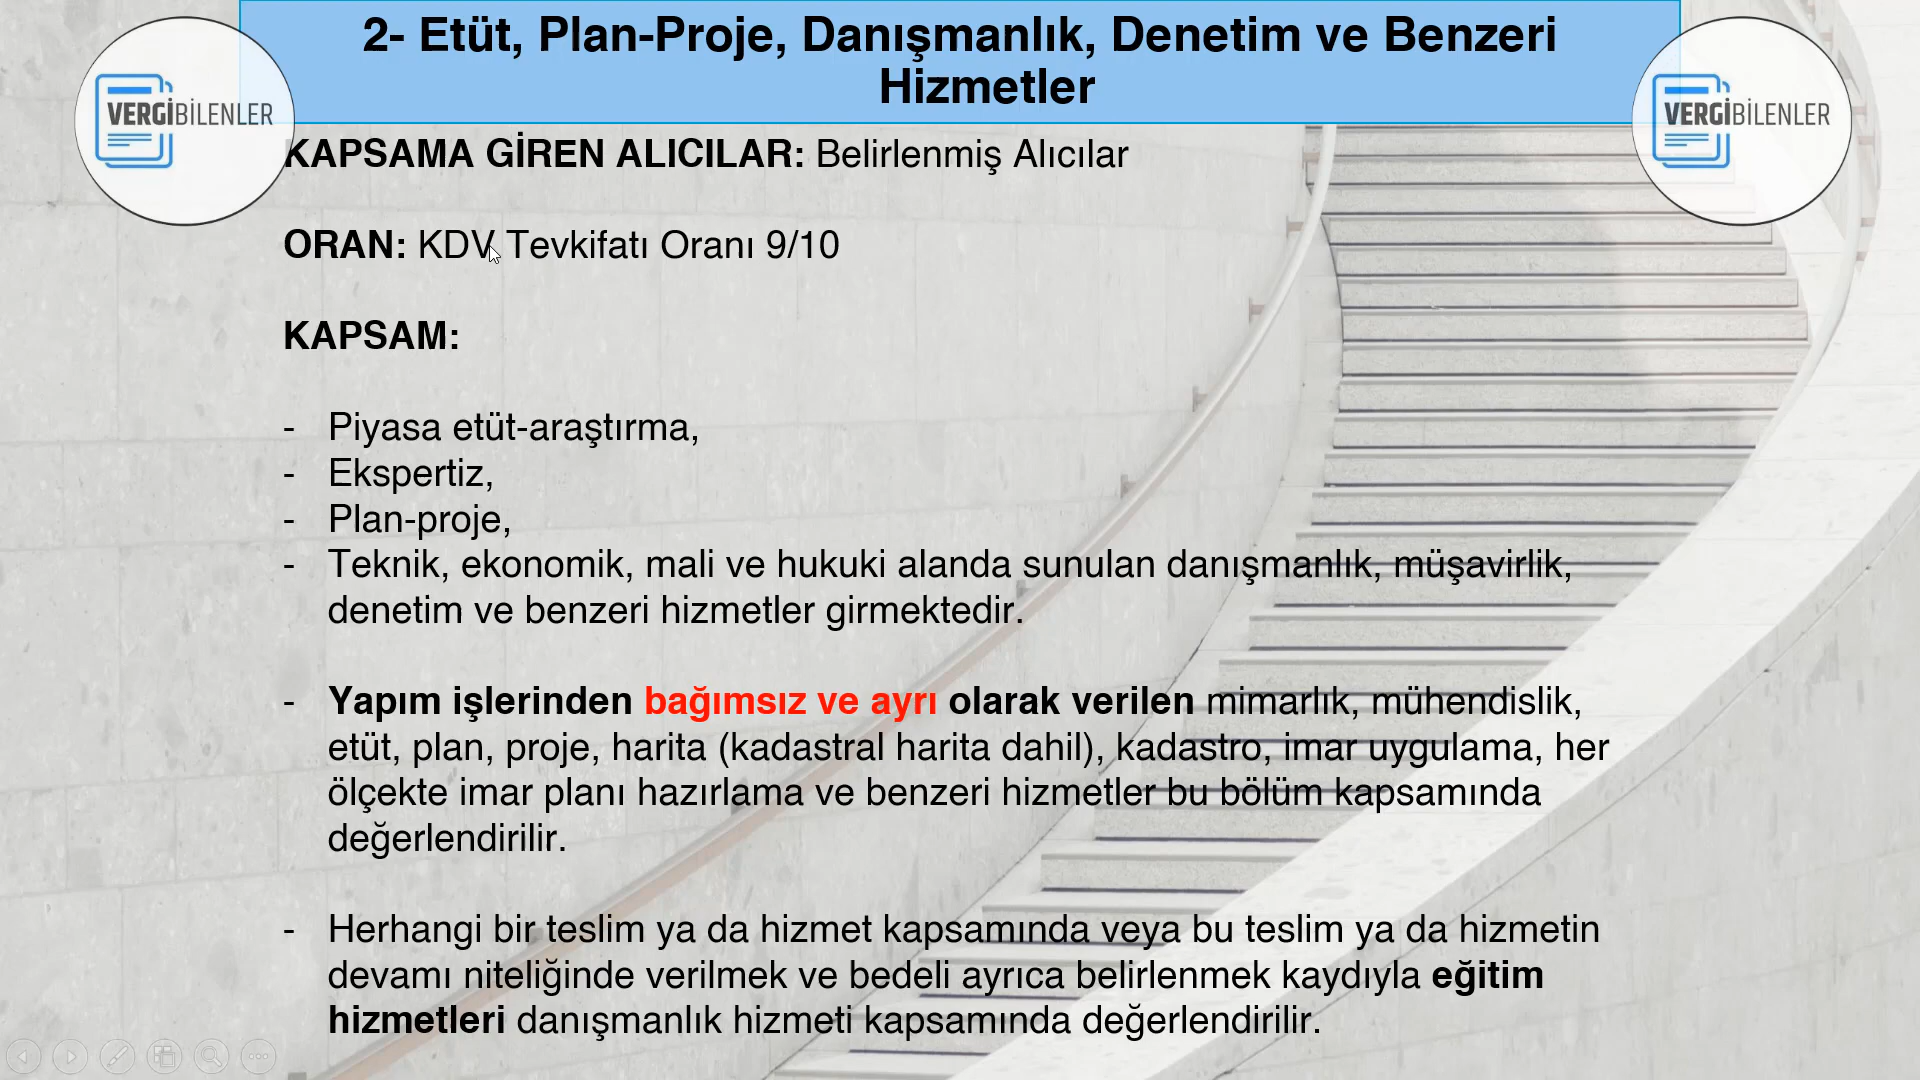 2- Etüt, Plan-Proje, Danışmanlık, Denetim ve Benzeri
Hizmetler
VERGİBİLENLER
VERGİBİLENLER
KAPSAMA GİREN ALICILAR: Belirlenmiş Alıcılar
ORAN: KDV Tevkifatı Oranı 9/10
KAPSAM:
- Piyasa etüt-araştırma,
- Ekspertiz,
- Plan-proje,
- Teknik, ekonomik, mali ve hukuki alanda sunulan danışmanlık, müşavirlik,
denetim ve benzeri hizmetler girmektedir.
- Yapım işlerinden bağımsız ve ayrı olarak verilen mimarlık, mühendislik,
etüt, plan, proje, harita (kadastral harita dahil), kadastro, imar uygulama, her
ölçekte imar planı hazırlama ve benzeri hizmetler bu bölüm kapsamında
değerlendirilir.
- Herhangi bir teslim ya da hizmet kapsamında veya bu teslim ya da hizmetin
devamı niteliğinde verilmek ve bedeli ayrıca belirlenmek kaydıyla eğitim
hizmetleri danışmanlık hizmeti kapsamında değerlendirilir.